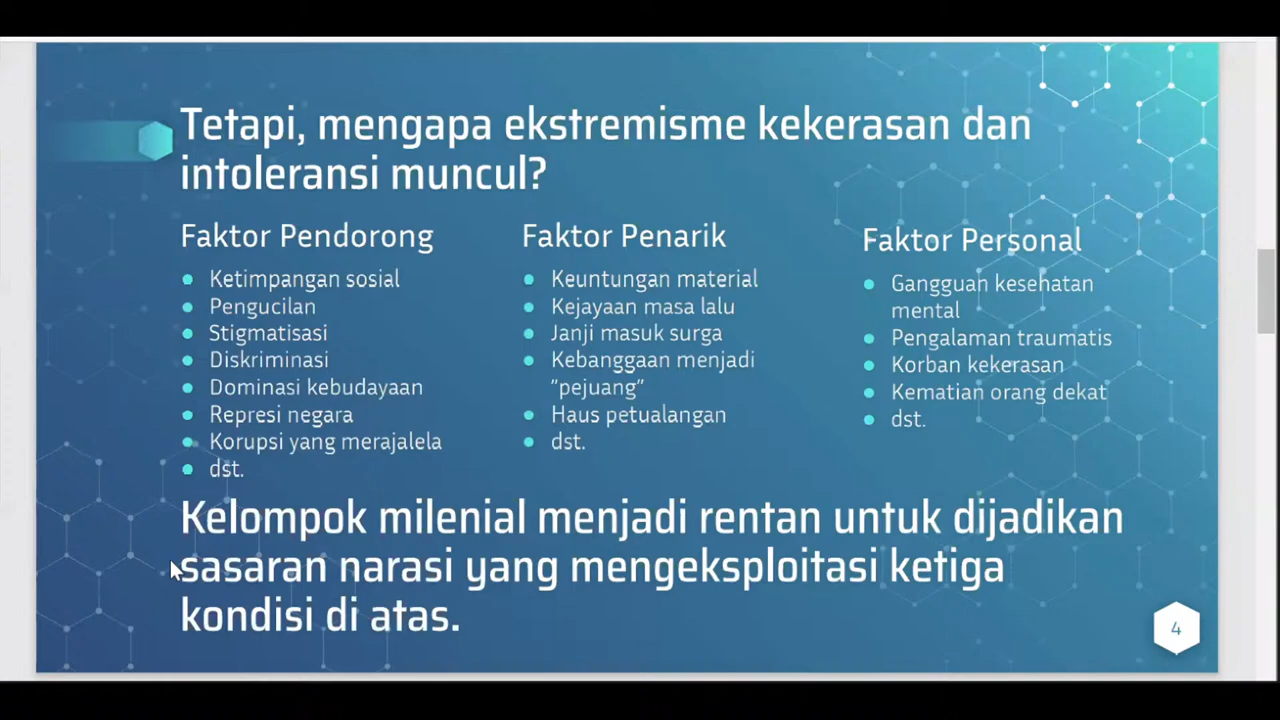 Tetapi, mengapa ekstremisme kekerasan dan
intoleransi muncul?
Faktor Pendorong
Ketimpangan sosial
Pengucilan
Stigmatisasi
Diskriminasi
Dominasi kebudayaan
Represi negara
Korupsi yang merajalela
dst.
Faktor Penarik
Keuntungan material
Kejayaan masa lalu
Janji masuk surga
Kebanggaan menjadi
"pejuang"
Haus petualangan
dst.
Faktor Personal
Gangguan kesehatan
mental
Pengalaman traumatis
Korban kekerasan
Kematian orang dekat
dst.
Kelompok milenial menjadi rentan untuk dijadikan
sasaran narasi yang mengeksploitasi ketiga
kondisi di atas.
4